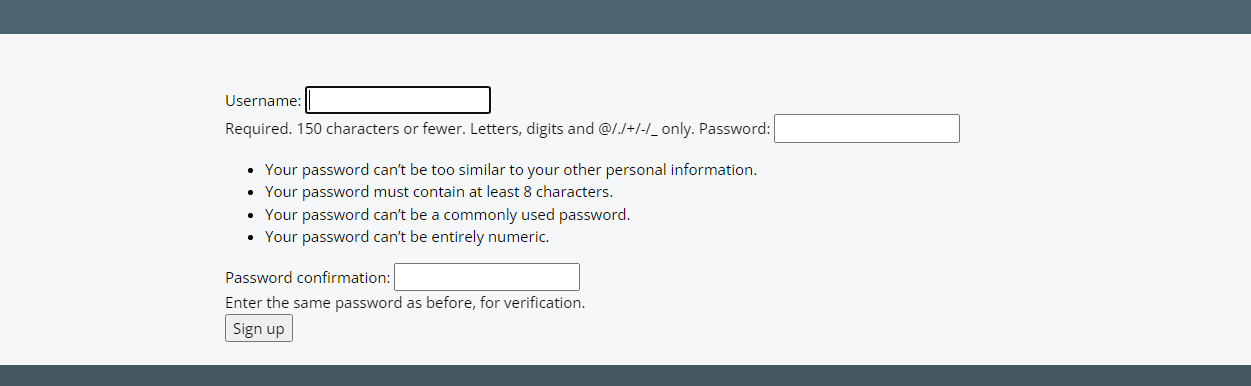 Username:
Required. 150 characters or fewer. Letters, digits and @/./+/-/_ only. Password:
Your password can’t be too similar to your other personal information.
Your password must contain at least 8 characters.
Your password can’t be a commonly used password.
Your password can’t be entirely numeric.
Password confirmation:
Enter the same password as before, for verification.
Sign up